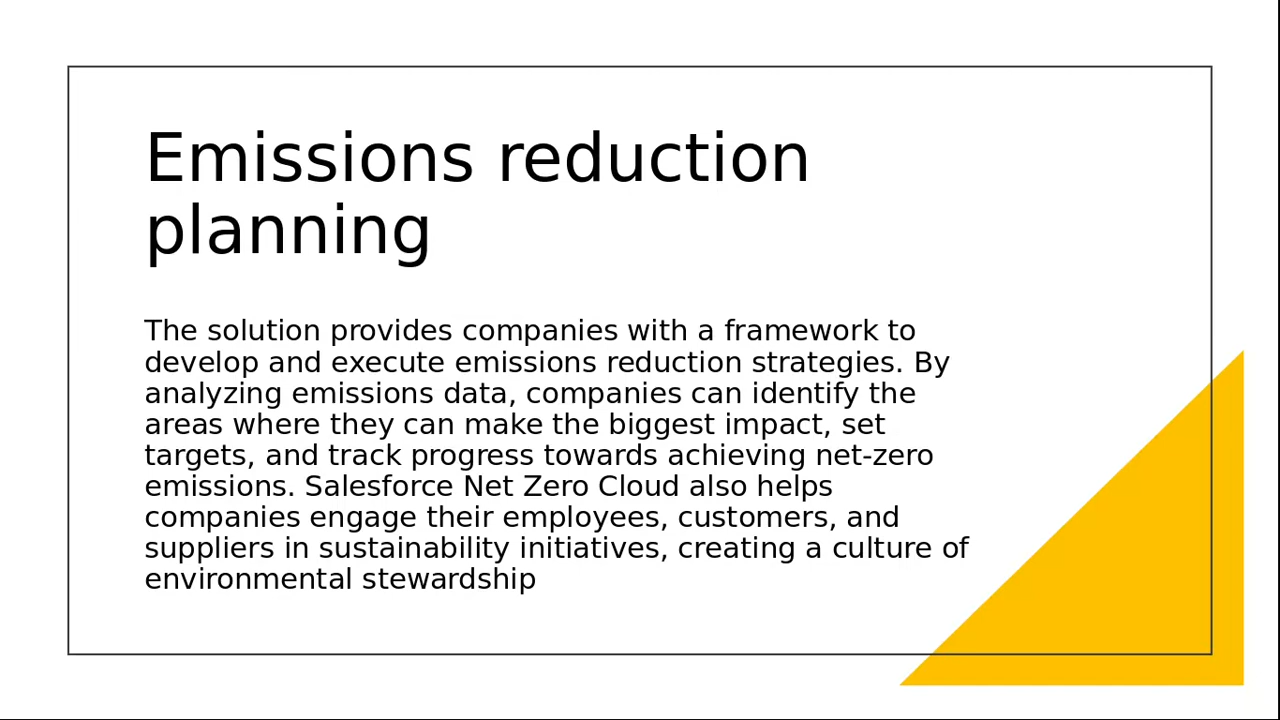 Emissions reduction
planning
The solution provides companies with a framework to
develop and execute emissions reduction strategies. By
analyzing emissions data, companies can identify the
areas where they can make the biggest impact, set
targets, and track progress towards achieving net-zero
emissions. Salesforce Net Zero Cloud also helps
companies engage their employees, customers, and
suppliers in sustainability initiatives, creating a culture of
environmental stewardship